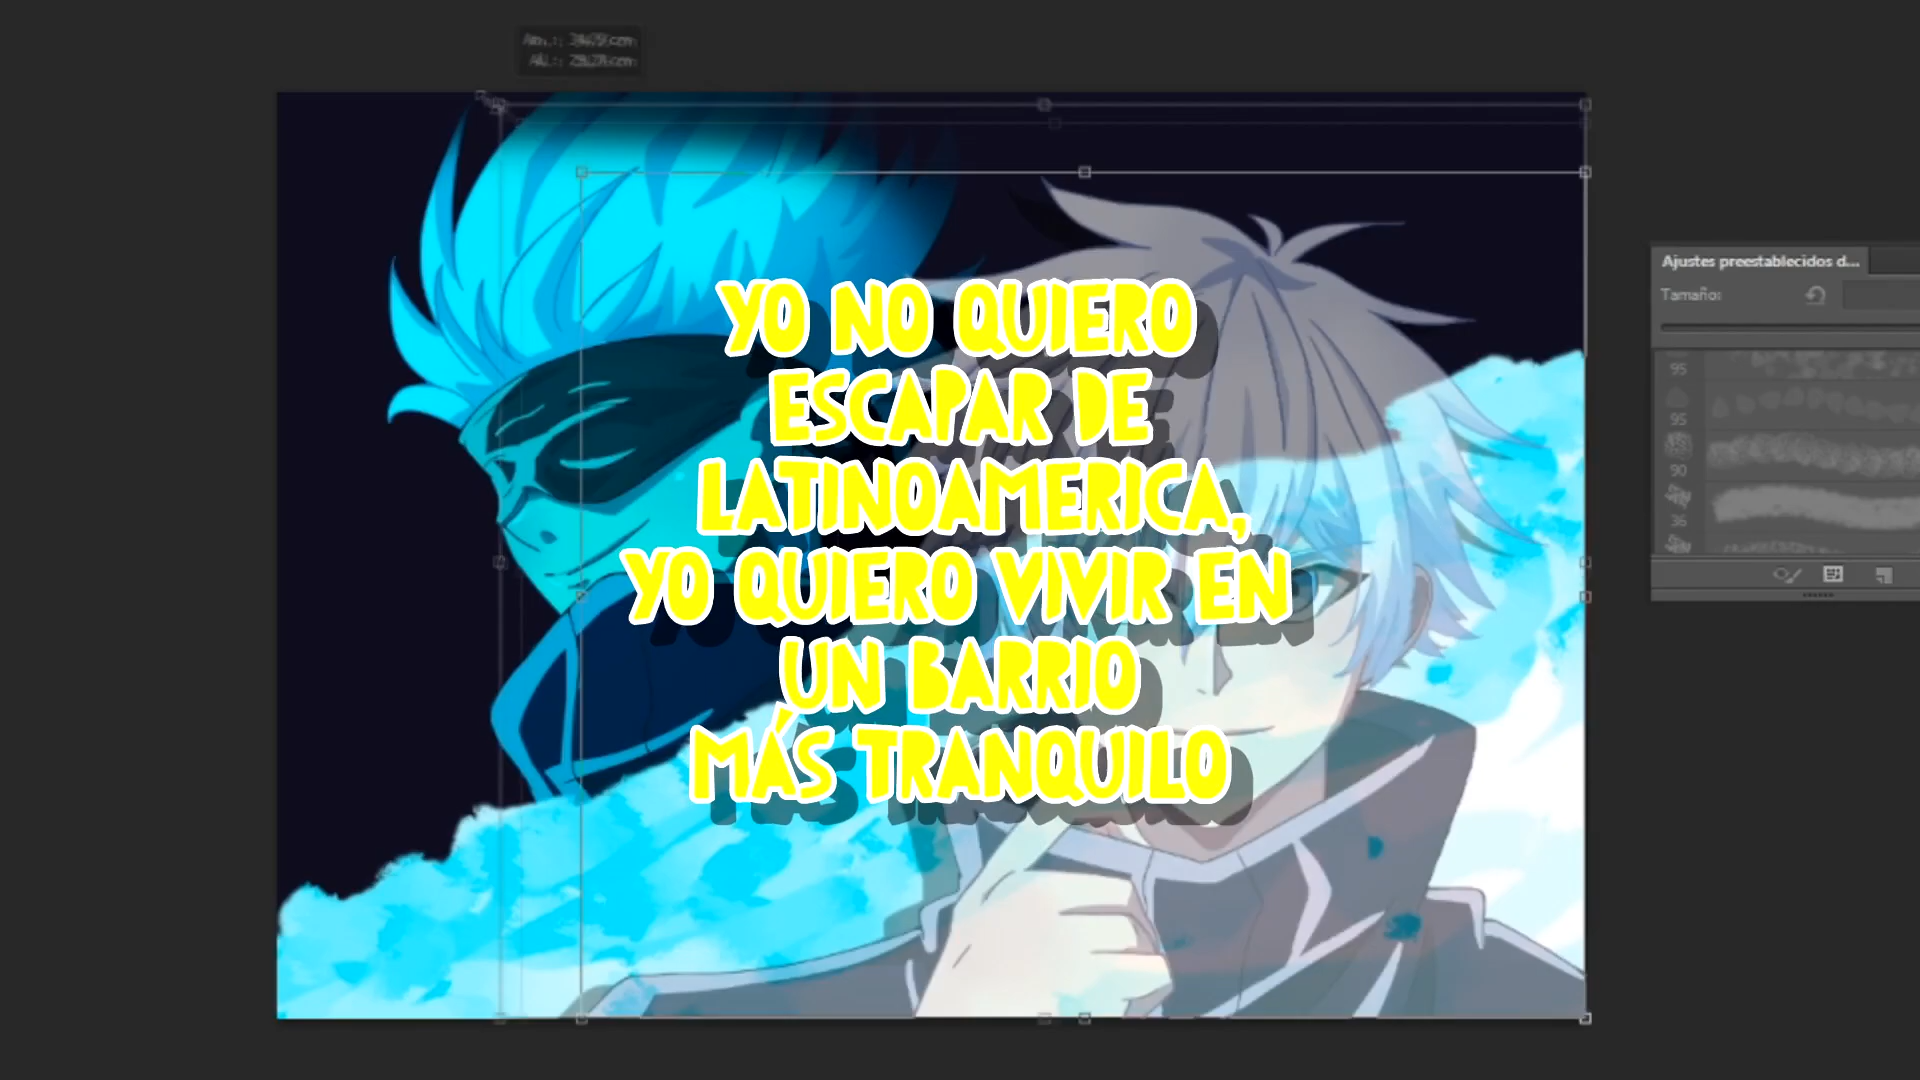 YO NO QUIERO
ESCAPAR DE
LATINOAMERICA,
YO QUIERO VIVIR EN
UN BARRIO
MÁS TRANQUILO
Ajustes preestablecidos d...
Tamaño:
95
95
90
36